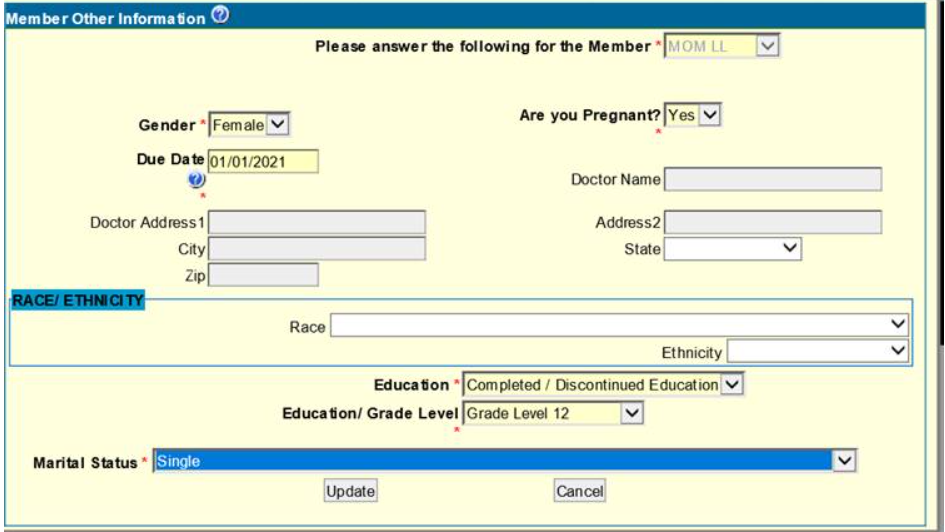 Member Other Information ?
Please answer the following for the Member * MOM LL
Gender * Female
Are you Pregnant? Yes
*
Due Date 01/01/2021
?
*
Doctor Name
Doctor Address1
Address2
City
State
Zip
RACE/ ETHNICITY
Race
Ethnicity
Education * Completed / Discontinued Education
Education/ Grade Level Grade Level 12
*
Marital Status * Single
Update Cancel